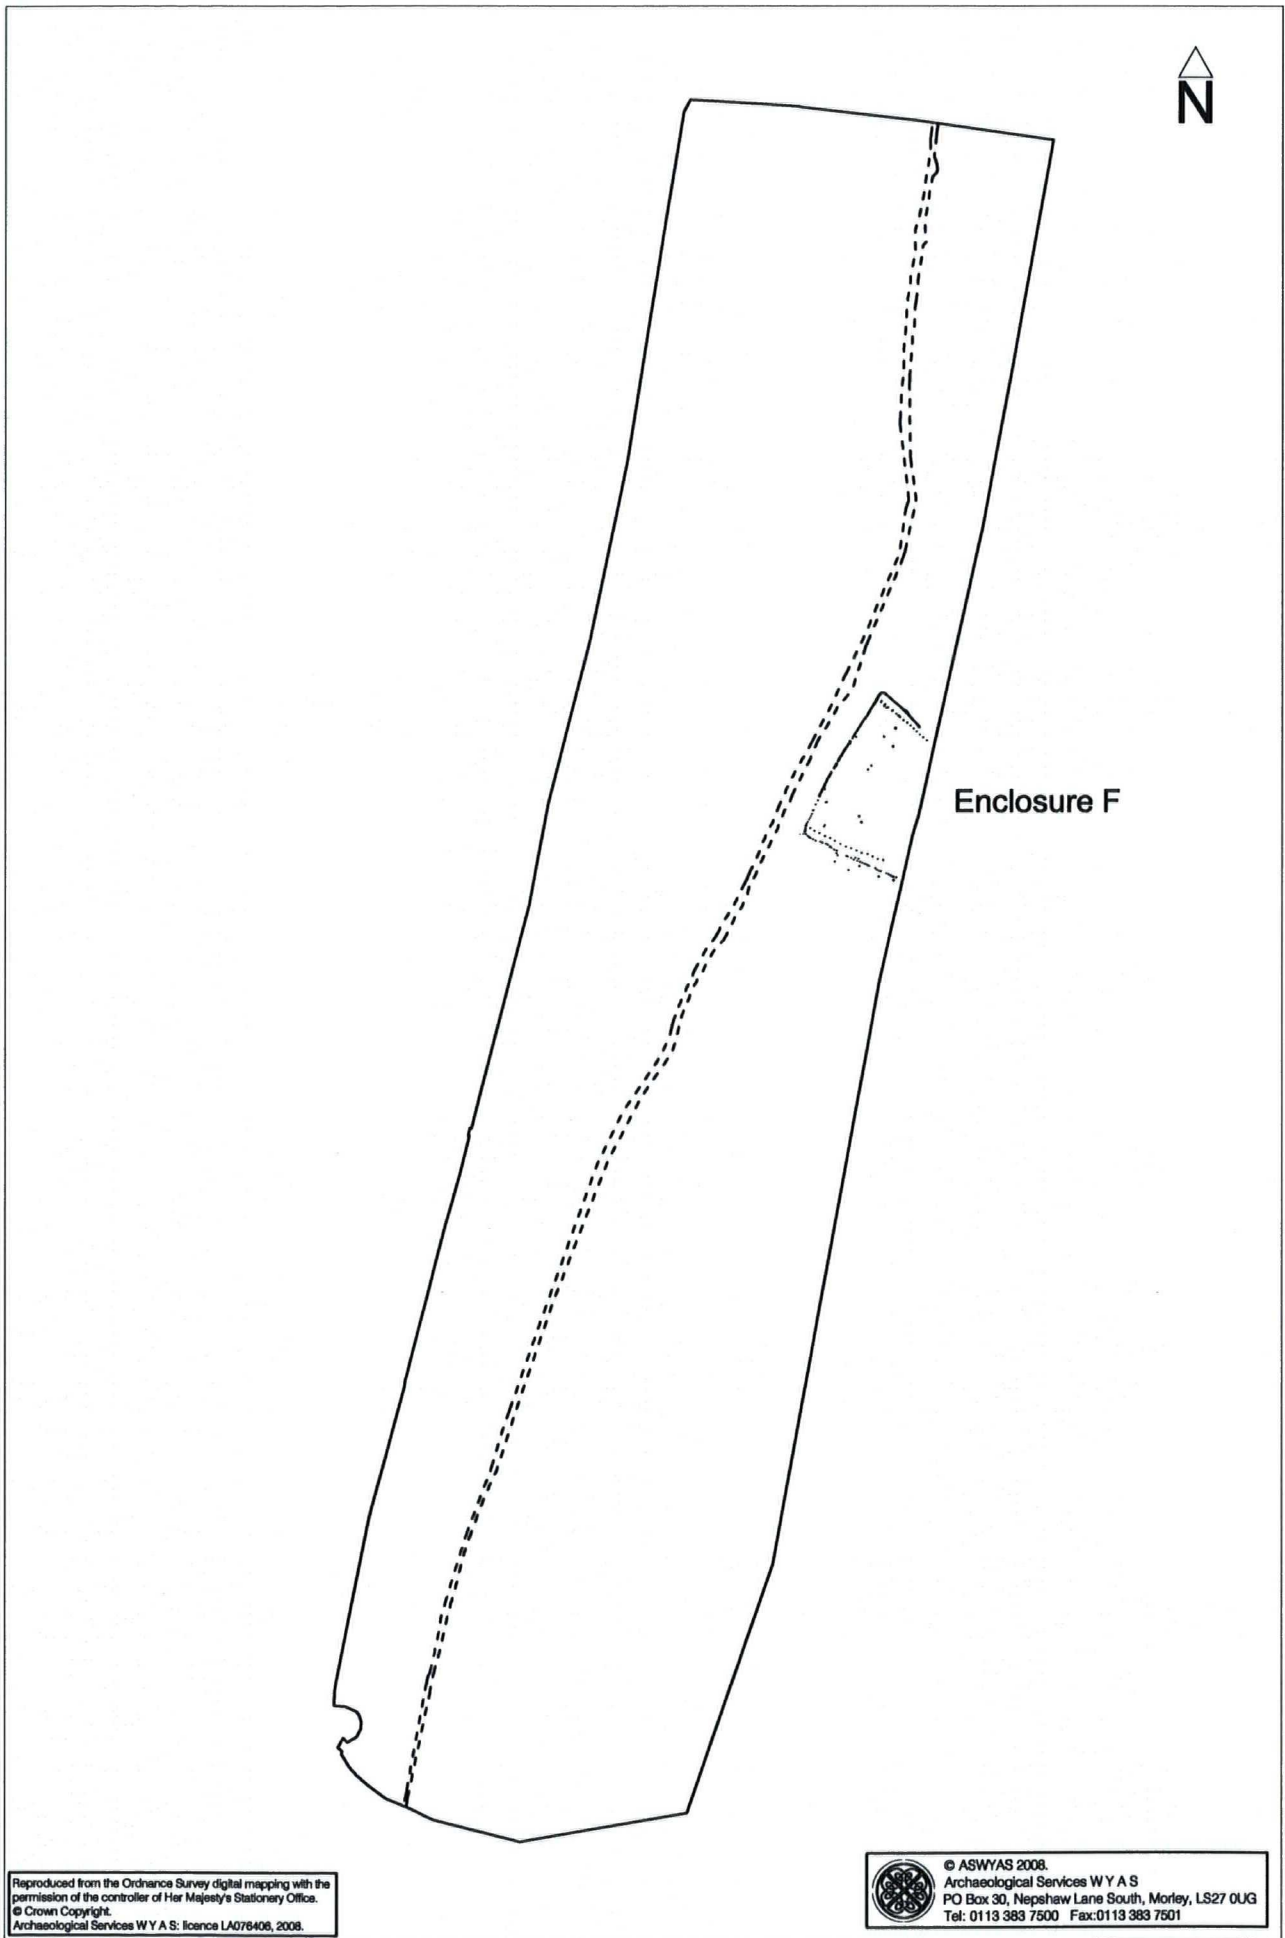 N
Enclosure F
Reproduced from the Ordnance Survey digital mapping with the
permission of the controller of Her Majesty's Stationery Office.
© Crown Copyright.
Archaeological Services W Y A S: licence LA076406, 2008.
© ASWYAS 2008.
Archaeological Services W Y A S
PO Box 30, Nepshaw Lane South, Morley, LS27 0UG
Tel: 0113 383 7500 Fax:0113 383 7501